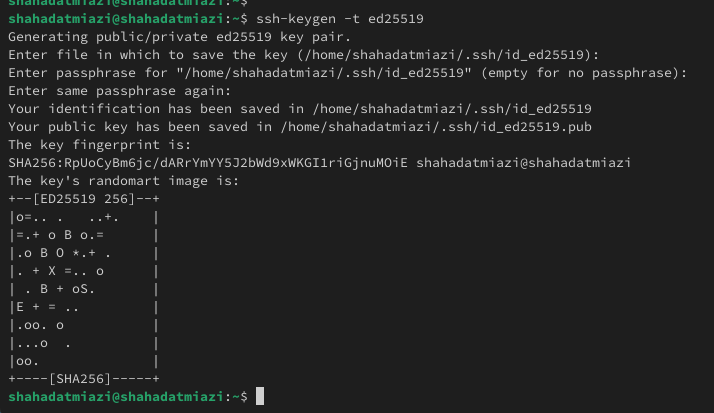 shahadatmiazi@shahadatmiazi:~$
shahadatmiazi@shahadatmiazi:~$ ssh-keygen -t ed25519
Generating public/private ed25519 key pair.
Enter file in which to save the key (/home/shahadatmiazi/.ssh/id_ed25519):
Enter passphrase for "/home/shahadatmiazi/.ssh/id_ed25519" (empty for no passphrase):
Enter same passphrase again:
Your identification has been saved in /home/shahadatmiazi/.ssh/id_ed25519
Your public key has been saved in /home/shahadatmiazi/.ssh/id_ed25519.pub
The key fingerprint is:
SHA256:RpUoCyBm6jc/dARrYmYY5J2bWd9xWKGI1riGjnuMOiE shahadatmiazi@shahadatmiazi
The key's randomart image is:
+--[ED25519 256]--+
|o=.. .   ..+.    |
|=.+ o B o.=      |
|.o B O *.+ .     |
|. + X =.. o      |
| . B + oS.       |
|E + = ..         |
|.oo. o           |
|...o  .          |
|oo.              |
+----[SHA256]-----+
shahadatmiazi@shahadatmiazi:~$